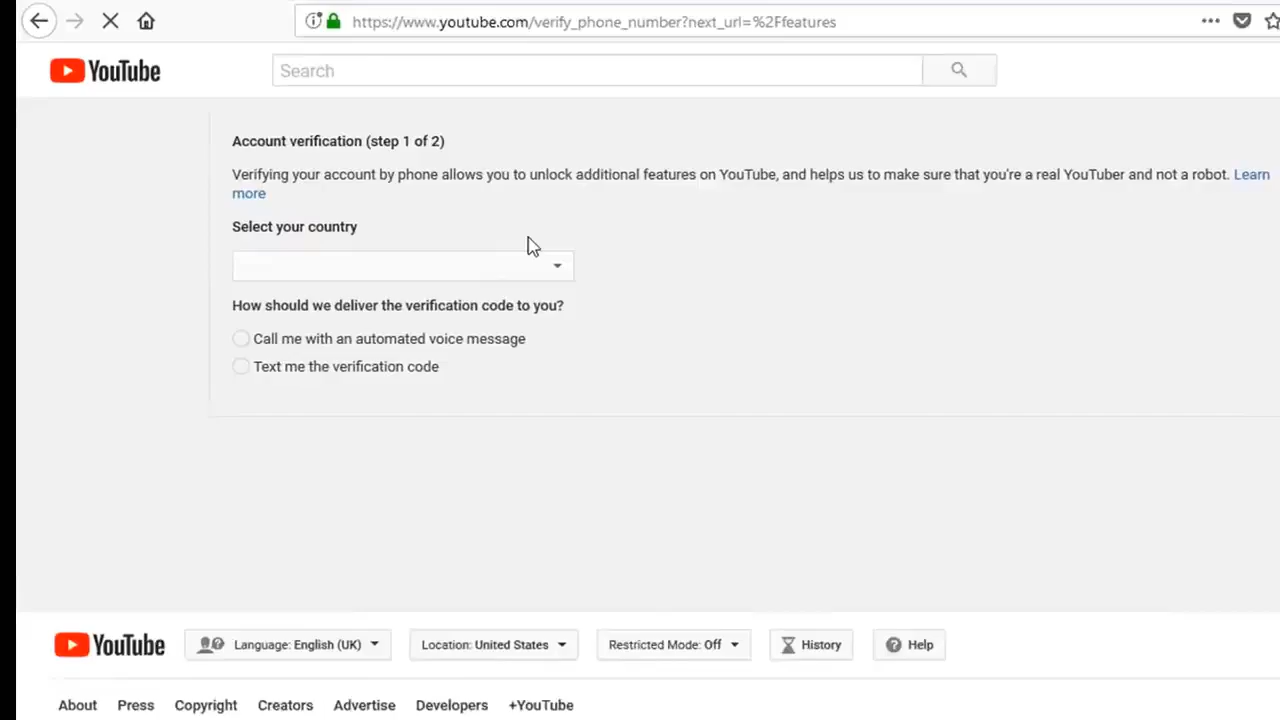 https://www.youtube.com/verify_phone_number?next_url=%2Ffeatures
YouTube
Search
Account verification (step 1 of 2)
Verifying your account by phone allows you to unlock additional features on YouTube, and helps us to make sure that you're a real YouTuber and not a robot. Learn
more
Select your country
How should we deliver the verification code to you?
Call me with an automated voice message
Text me the verification code
YouTube Language: English (UK) Location: United States Restricted Mode: Off History Help
About Press Copyright Creators Advertise Developers +YouTube